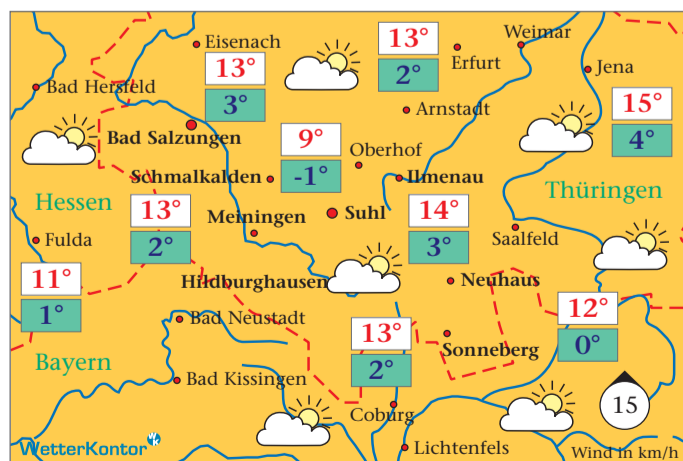 Eisenach
13°
3°
13°
2°
Weimar
Erfurt
Jena
Bad Hersfeld
Arnstadt
15°
4°
Bad Salzungen
9°
-1°
Oberhof
Schmalkalden
Ilmenau
Thüringen
Hessen
13°
2°
Meiningen
Suhl
14°
3°
Fulda
Saalfeld
11°
1°
Hildburghausen
Neuhaus
Bad Neustadt
13°
2°
12°
0°
Sonneberg
Bayern
Bad Kissingen
Coburg
15
WetterKontor
wk
Lichtenfels
Wind in km/h